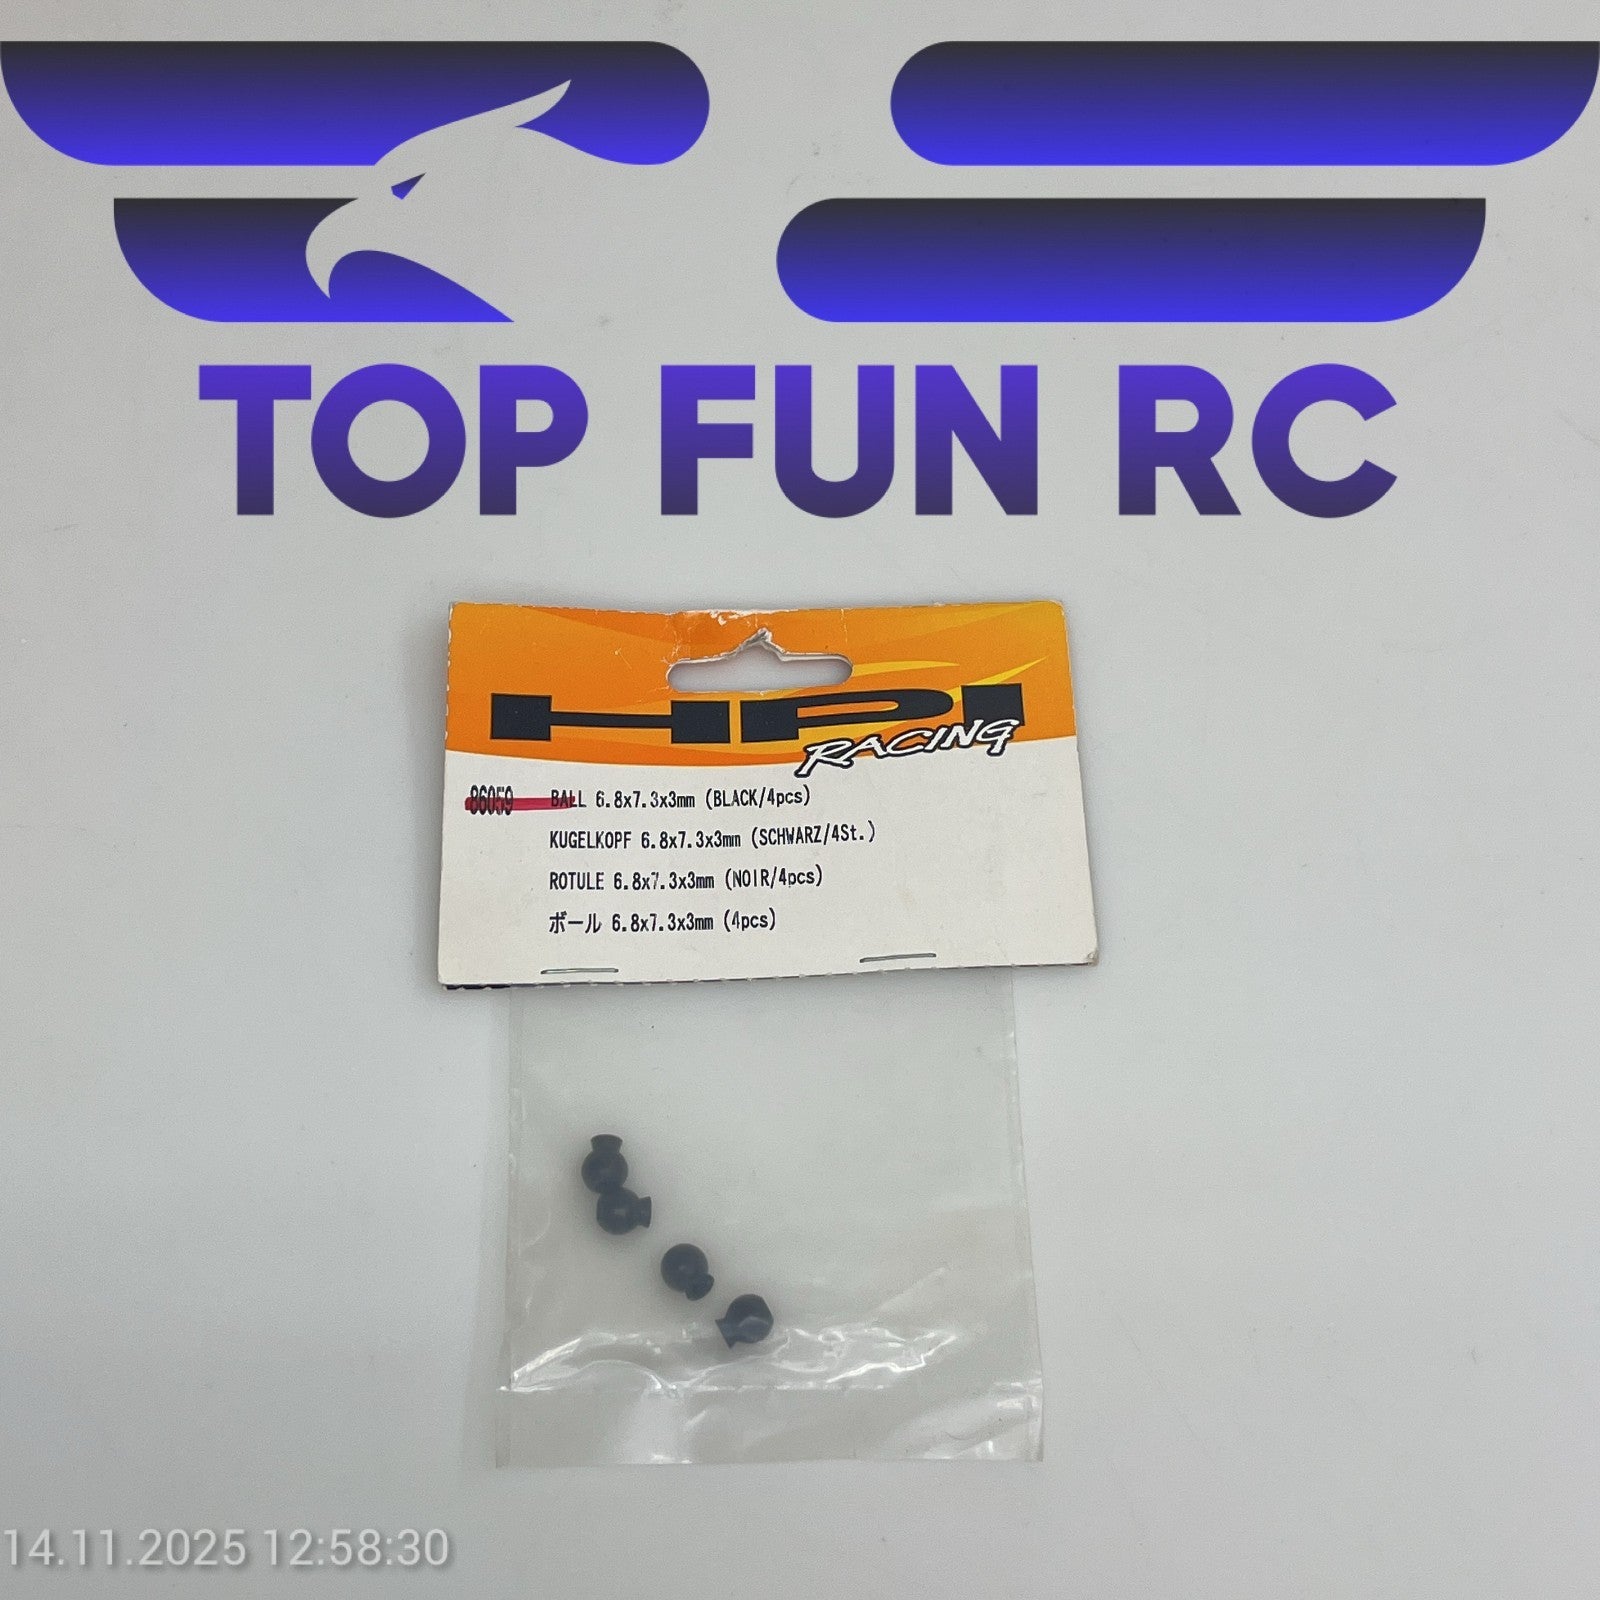 TOP FUN RC
HPI
RACING
86059 BALL 6.8x7.3x3mm (BLACK/4pcs)
KUGELKOPF 6.8x7.3x3mm (SCHWARZ/4St.)
ROTULE 6.8x7.3x3mm (NOIR/4pcs)
ボール 6.8x7.3x3mm (4pcs)
14.11.2025 12:58:30